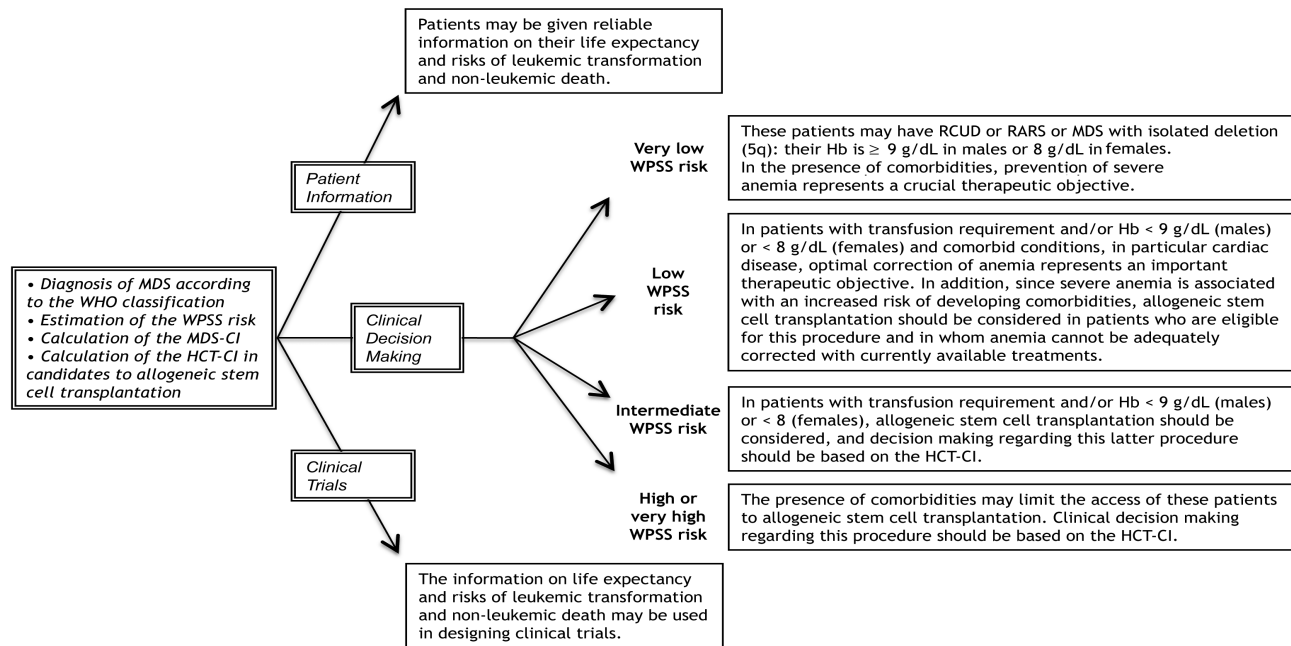 Patients may be given reliable
information on their life expectancy
and risks of leukemic transformation
and non-leukemic death.
Patient
Information
• Diagnosis of MDS according
to the WHO classification
• Estimation of the WPSS risk
• Calculation of the MDS-CI
• Calculation of the HCT-CI in
candidates to allogeneic stem
cell transplantation
Clinical
Decision
Making
Very low
WPSS risk
These patients may have RCUD or RARS or MDS with isolated deletion
(5q): their Hb is ≥ 9 g/dL in males or 8 g/dL in females.
In the presence of comorbidities, prevention of severe
anemia represents a crucial therapeutic objective.
Low
WPSS
risk
In patients with transfusion requirement and/or Hb < 9 g/dL (males)
or < 8 g/dL (females) and comorbid conditions, in particular cardiac
disease, optimal correction of anemia represents an important
therapeutic objective. In addition, since severe anemia is associated
with an increased risk of developing comorbidities, allogeneic stem
cell transplantation should be considered in patients who are eligible
for this procedure and in whom anemia cannot be adequately
corrected with currently available treatments.
Intermediate
WPSS risk
In patients with transfusion requirement and/or Hb < 9 g/dL (males)
or < 8 (females), allogeneic stem cell transplantation should be
considered, and decision making regarding this latter procedure
should be based on the HCT-CI.
High or
very high
WPSS risk
The presence of comorbidities may limit the access of these patients
to allogeneic stem cell transplantation. Clinical decision making
regarding this procedure should be based on the HCT-CI.
Clinical
Trials
The information on life expectancy
and risks of leukemic transformation
and non-leukemic death may be used
in designing clinical trials.